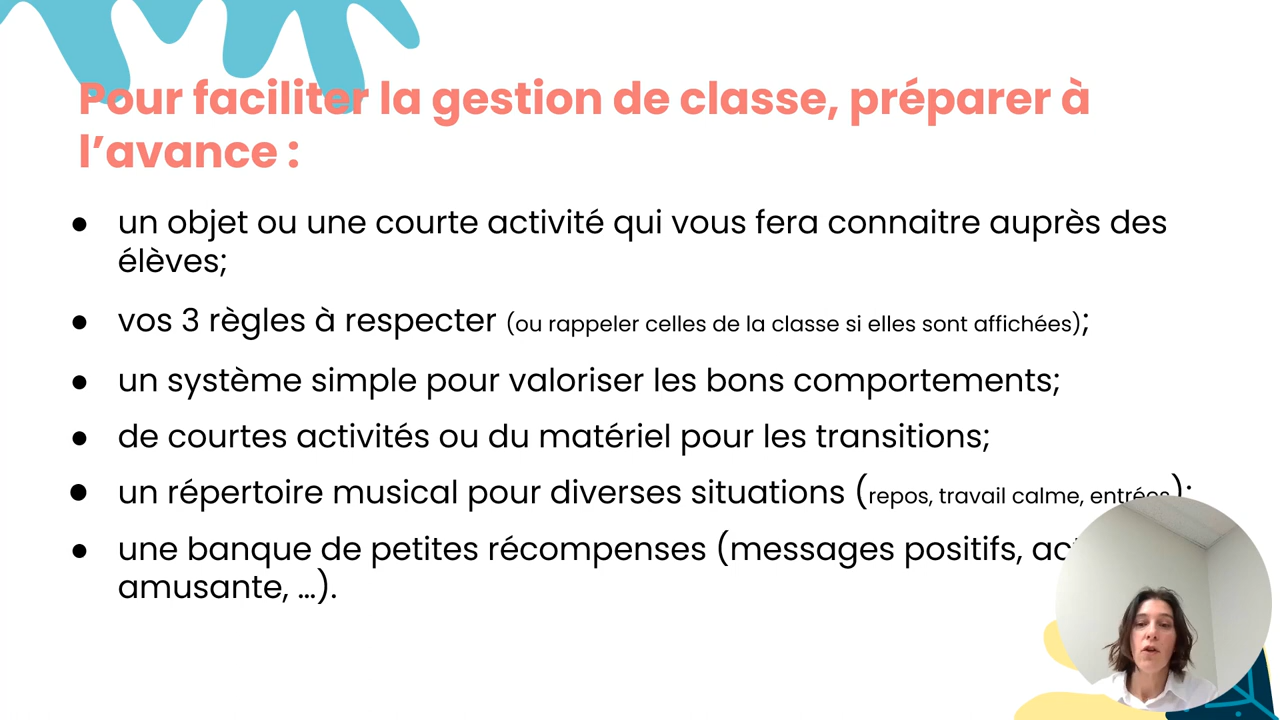 Pour faciliter la gestion de classe, préparer à
l’avance :
● un objet ou une courte activité qui vous fera connaitre auprès des
élèves;
● vos 3 règles à respecter (ou rappeler celles de la classe si elles sont affichées);
● un système simple pour valoriser les bons comportements;
● de courtes activités ou du matériel pour les transitions;
● un répertoire musical pour diverses situations (repos, travail calme, entrées);
● une banque de petites récompenses (messages positifs,
amusante, ...).